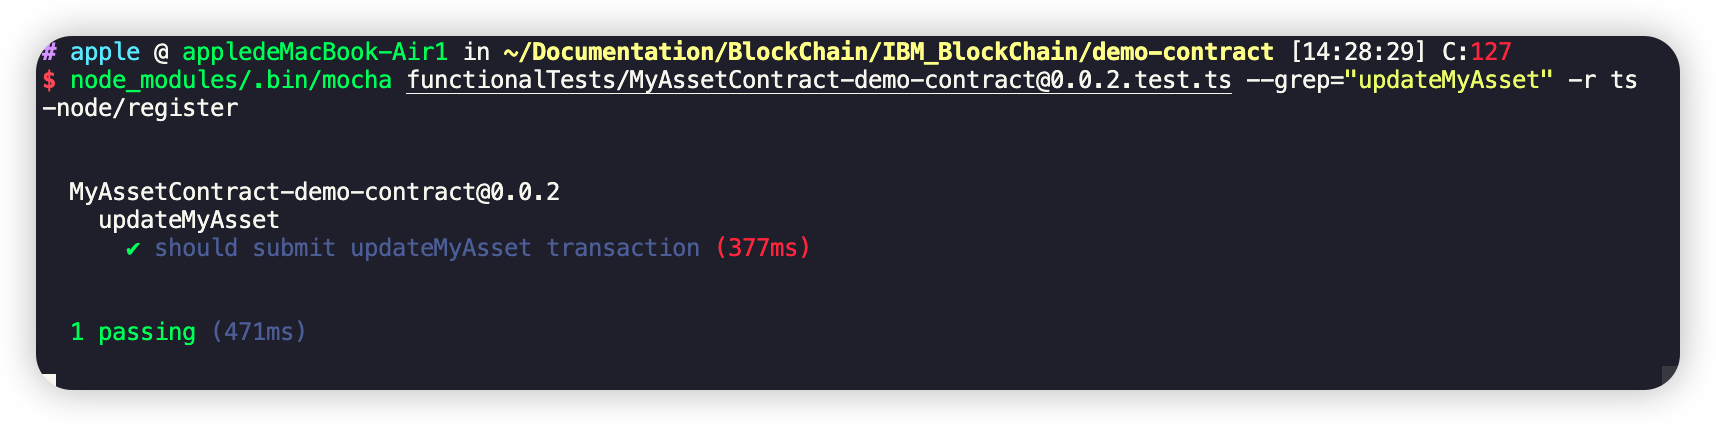 # apple @ appledeMacBook-Air1 in ~/Documentation/BlockChain/IBM_BlockChain/demo-contract [14:28:29] C:127
$ node_modules/.bin/mocha functionalTests/MyAssetContract-demo-contract@0.0.2.test.ts --grep="updateMyAsset" -r ts
-node/register
MyAssetContract-demo-contract@0.0.2
updateMyAsset
✔ should submit updateMyAsset transaction (377ms)
1 passing (471ms)